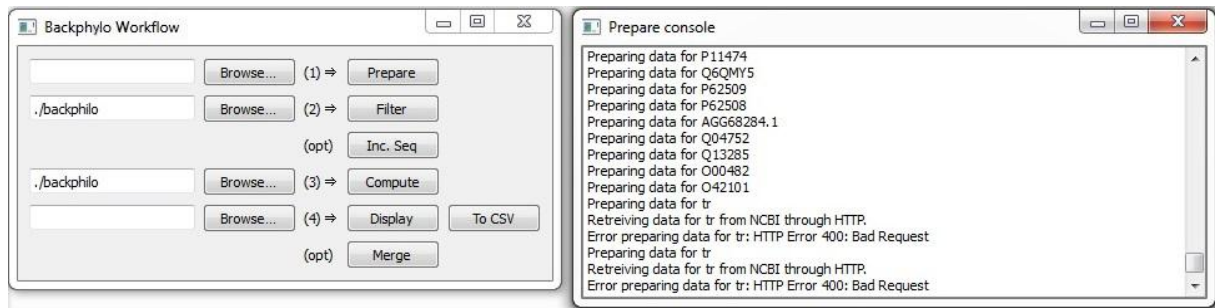 Backphylo Workflow
Browse... (1) ⇒ Prepare
./backphilo Browse... (2) ⇒ Filter
(opt) Inc. Seq
./backphilo Browse... (3) ⇒ Compute
Browse... (4) ⇒ Display To CSV
(opt) Merge
Prepare console
Preparing data for P11474
Preparing data for Q6QMY5
Preparing data for P62509
Preparing data for P62508
Preparing data for AGG68284.1
Preparing data for Q04752
Preparing data for Q13285
Preparing data for O00482
Preparing data for O42101
Preparing data for tr
Retreiving data for tr from NCBI through HTTP.
Error preparing data for tr: HTTP Error 400: Bad Request
Preparing data for tr
Retreiving data for tr from NCBI through HTTP.
Error preparing data for tr: HTTP Error 400: Bad Request